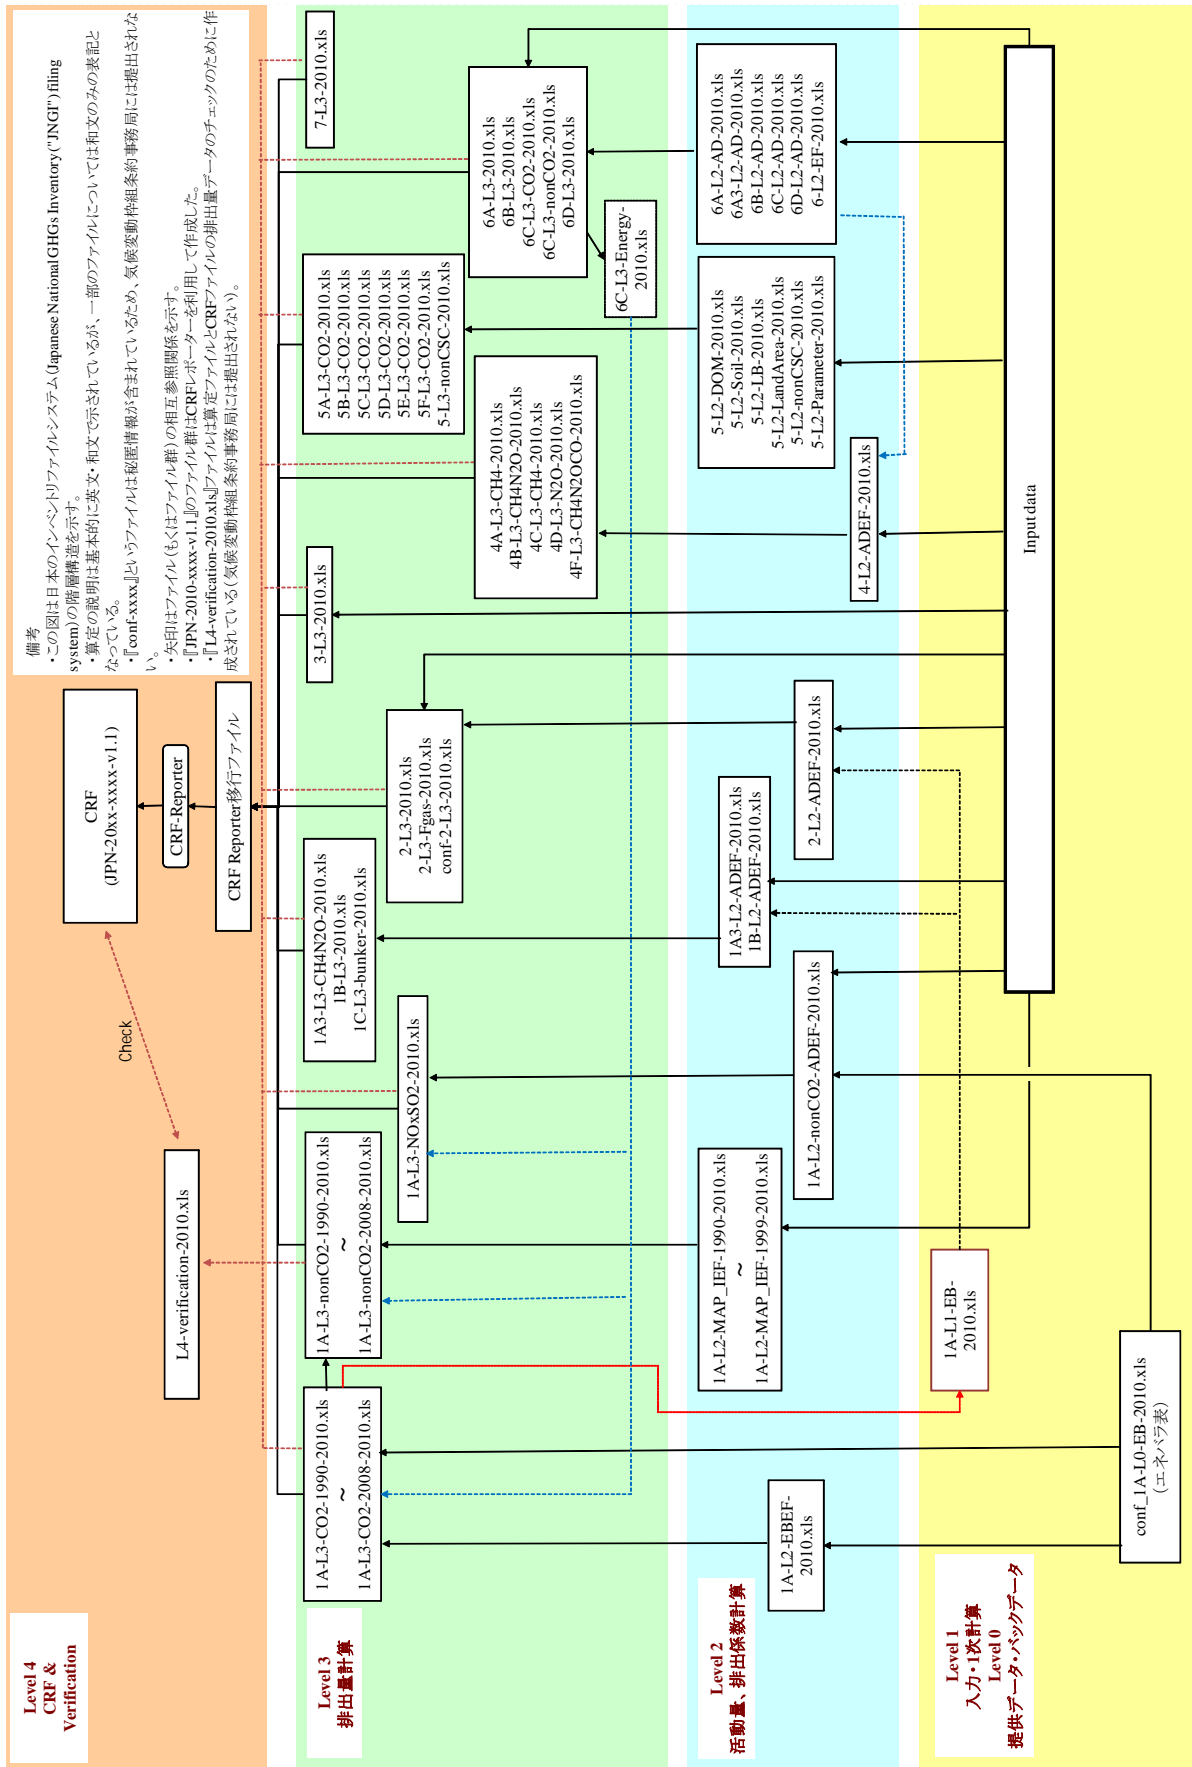 Level 4
CRF &
Verification
CRF
(JPN-20xx-xxxx-v1.1)
CRF-Reporter
CRF Reporter移行ファイル
L4-verification-2010.xls
Check
備考
・この図は日本のインベントリファイルシステム(Japanese National GHGs Inventory ("JNGI") filing
system)の階層構造を示す。
・算定の説明は基本的に英文・和文で示されているが、一部のファイルについては和文のみの表記と
なっている。
・『conf-xxxx』というファイルは秘匿情報が含まれているため、気候変動枠組条約事務局には提出されな
い。
・矢印はファイル(もしくはファイル群)の相互参照関係を示す。
・『JPN-2010-xxxx-v1.1』のファイル群はCRFレポーターを利用して作成した。
・『L4-verification-2010.xls』ファイルは算定ファイルとCRFファイルの排出量データのチェックのために作
成されている(気候変動枠組条約事務局には提出されない)。
Level 3
排出量計算
1A-L3-CO2-1990-2010.xls
~
1A-L3-CO2-2008-2010.xls
1A-L3-nonCO2-1990-2010.xls
~
1A-L3-nonCO2-2008-2010.xls
1A-L3-NOxSO2-2010.xls
1A3-L3-CH4N2O-2010.xls
1B-L3-2010.xls
1C-L3-bunker-2010.xls
2-L3-2010.xls
2-L3-Fgas-2010.xls
conf-2-L3-2010.xls
3-L3-2010.xls
4A-L3-CH4-2010.xls
4B-L3-CH4N2O-2010.xls
4C-L3-CH4-2010.xls
4D-L3-N2O-2010.xls
4F-L3-CH4N2OCO-2010.xls
5A-L3-CO2-2010.xls
5B-L3-CO2-2010.xls
5C-L3-CO2-2010.xls
5D-L3-CO2-2010.xls
5E-L3-CO2-2010.xls
5F-L3-CO2-2010.xls
5-L3-nonCSC-2010.xls
6A-L3-2010.xls
6B-L3-2010.xls
6C-L3-CO2-2010.xls
6C-L3-nonCO2-2010.xls
6D-L3-2010.xls
6C-L3-Energy-
2010.xls
7-L3-2010.xls
Level 2
活動量、排出係数計算
1A-L2-EBEF-
2010.xls
1A-L2-MAP_IEF-1990-2010.xls
~
1A-L2-MAP_IEF-1999-2010.xls
1A-L2-nonCO2-ADEF-2010.xls
1A3-L2-ADEF-2010.xls
1B-L2-ADEF-2010.xls
2-L2-ADEF-2010.xls
4-L2-ADEF-2010.xls
5-L2-DOM-2010.xls
5-L2-Soil-2010.xls
5-L2-LB-2010.xls
5-L2-LandArea-2010.xls
5-L2-nonCSC-2010.xls
5-L2-Parameter-2010.xls
6A-L2-AD-2010.xls
6A3-L2-AD-2010.xls
6B-L2-AD-2010.xls
6C-L2-AD-2010.xls
6D-L2-AD-2010.xls
6-L2-EF-2010.xls
Level 1
入力・1次計算
Level 0
提供データ・バックデータ
1A-L1-EB-
2010.xls
conf_1A-L0-EB-2010.xls
(エネバラ表)
Input data